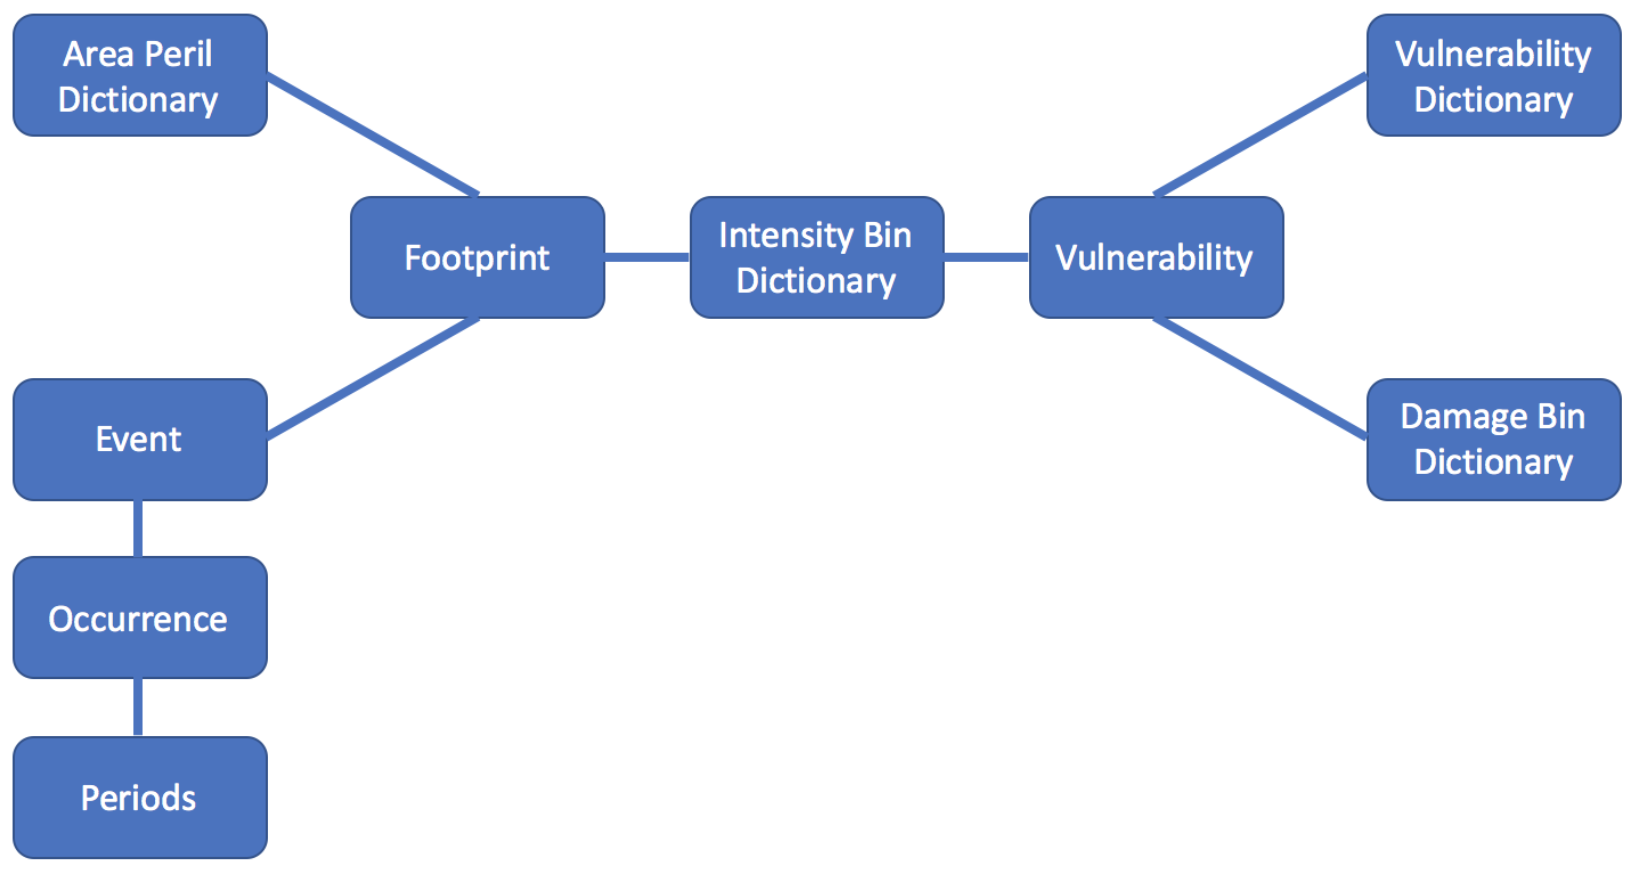 Area Peril
Dictionary
Vulnerability
Dictionary
Footprint
Intensity Bin
Dictionary
Vulnerability
Event
Damage Bin
Dictionary
Occurrence
Periods